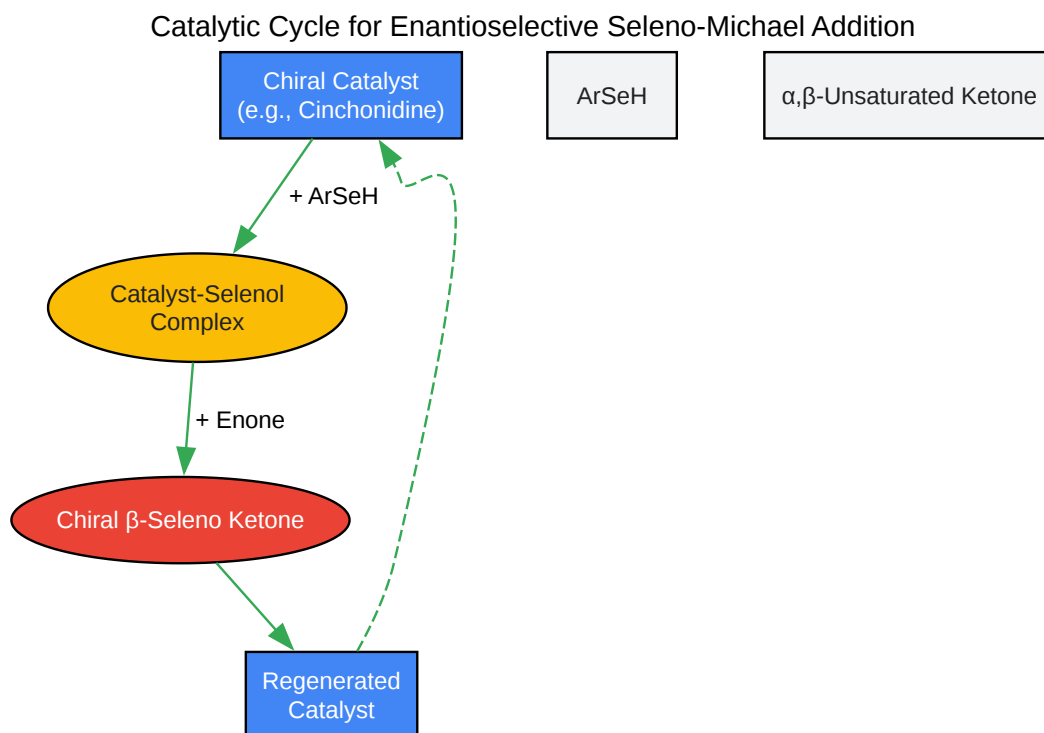 Catalytic Cycle for Enantioselective Seleno-Michael Addition
Chiral Catalyst
(e.g., Cinchonidine)
ArSeH
α,β-Unsaturated Ketone
+ ArSeH
Catalyst-Selenol
Complex
+ Enone
Chiral β-Seleno Ketone
Regenerated
Catalyst